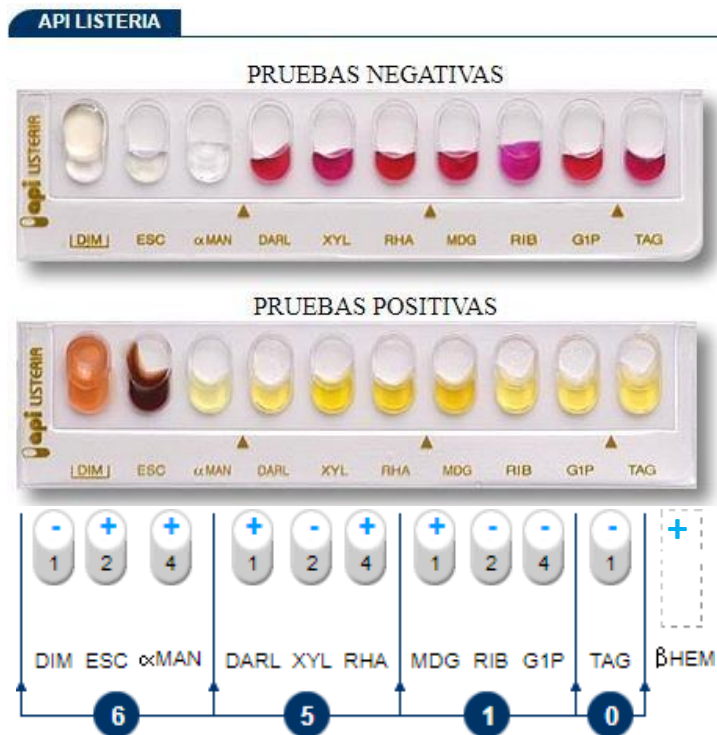 API LISTERIA
PRUEBAS NEGATIVAS
api LISTERIA
DIM ESC αMAN DARL XYL RHA MDG RIB G1P TAG
PRUEBAS POSITIVAS
api LISTERIA
DIM ESC αMAN DARL XYL RHA MDG RIB G1P TAG
- + + + - + + - - - +
1 2 4 1 2 4 1 2 4 1
DIM ESC αMAN DARL XYL RHA MDG RIB G1P TAG βHEM
6 5 1 0